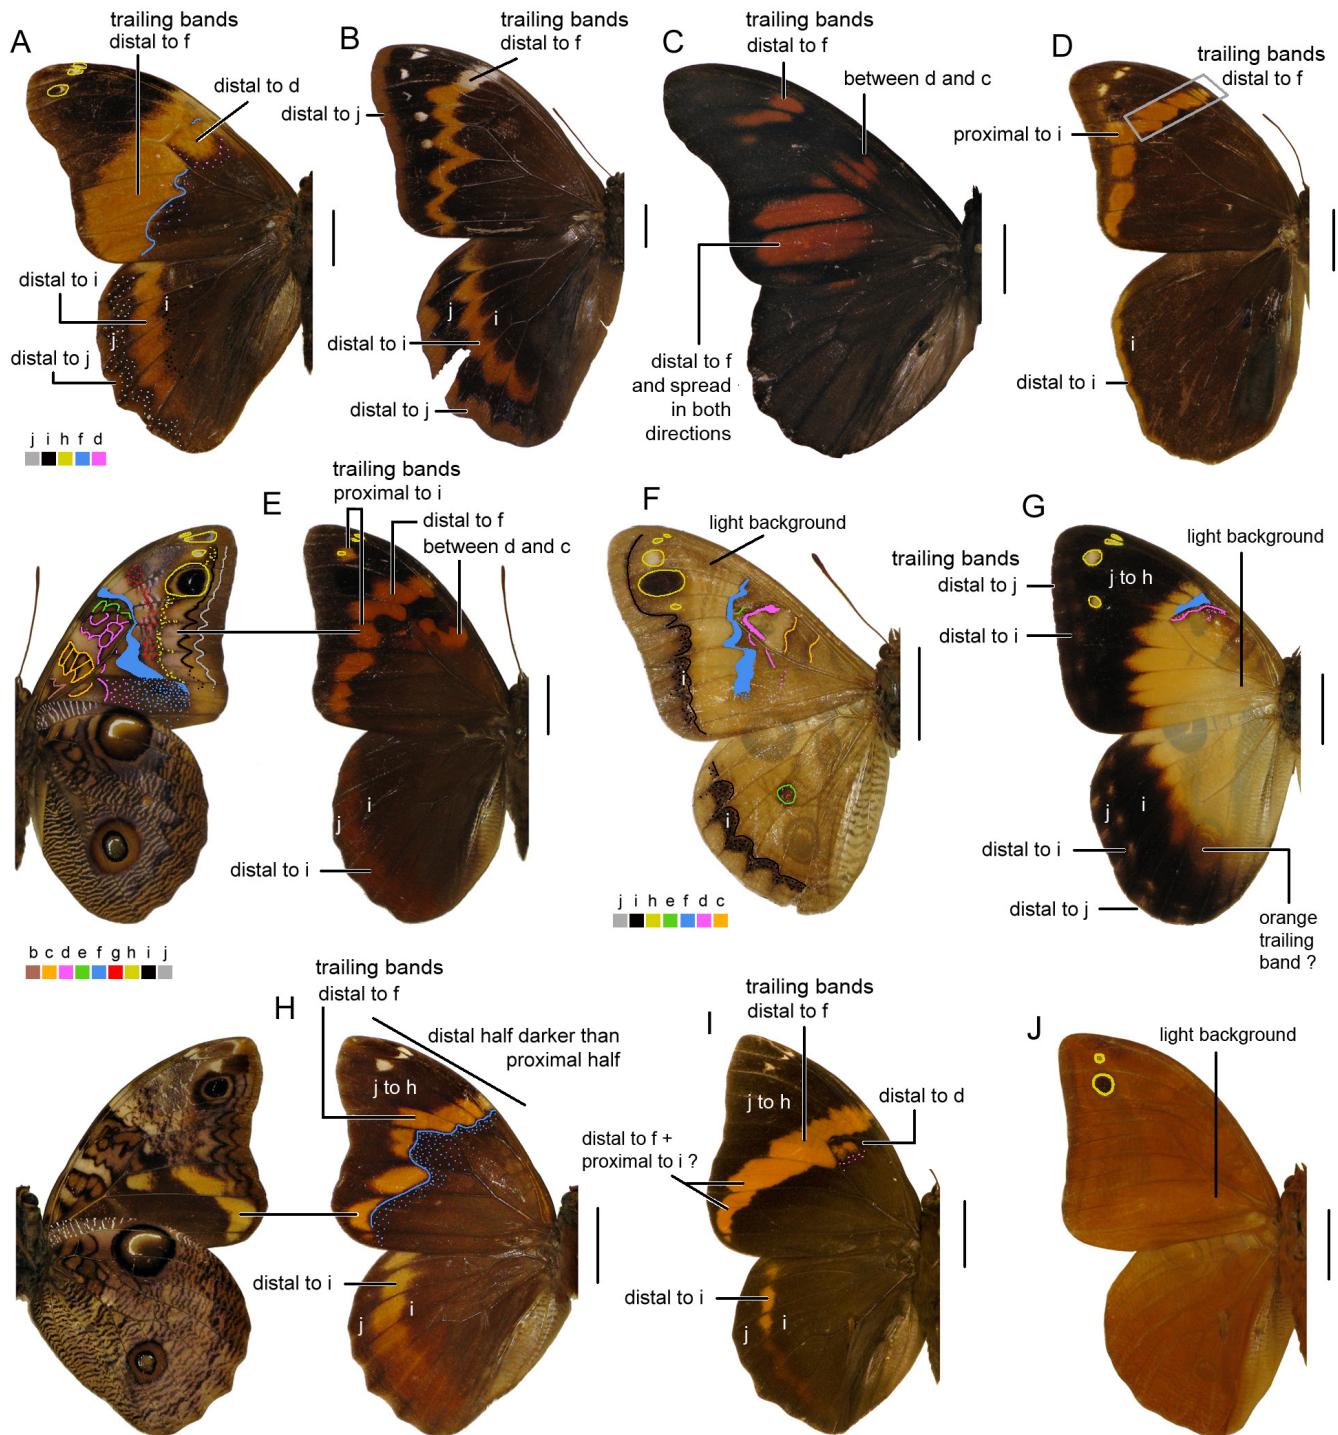 A
trailing bands
distal to f
distal to d
distal to i
distal to j
i
j
j i h f d
B
trailing bands
distal to f
distal to j
j
i
distal to i
distal to j
C
trailing bands
distal to f
between d and c
distal to f
and spread
in both
directions
D
trailing bands
distal to f
proximal to i
i
distal to i
E
trailing bands
proximal to i
distal to f
between d and c
i
j
distal to i
b c d e f g h i j
F
light background
i
i
j i h e f d c
G
light background
trailing bands
distal to j
j to h
distal to i
j
i
distal to i
distal to j
orange
trailing
band ?
H
trailing bands
distal to f
distal half darker than
proximal half
j to h
distal to i
i
j
I
trailing bands
distal to f
j to h
distal to d
distal to f +
proximal to i ?
distal to i
j
i
J
light background